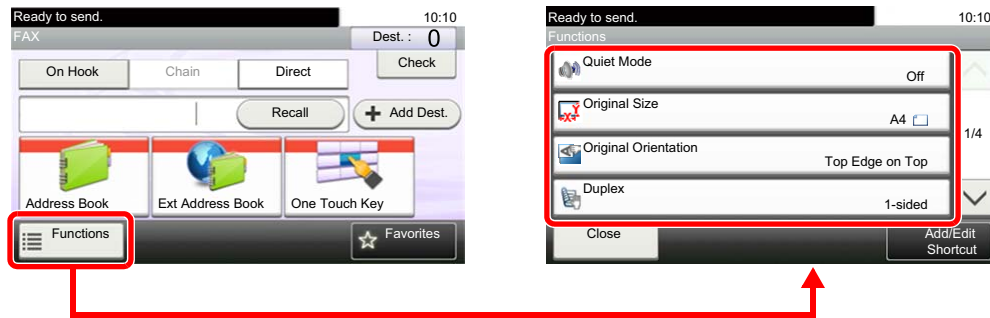 Ready to send.
10:10
FAX
Dest. : 0
Check
On Hook
Chain
Direct
Recall
Add Dest.
Address Book
Ext Address Book
One Touch Key
Functions
Favorites
Ready to send.
10:10
Functions
Quiet Mode
Off
Original Size
A4
1/4
Original Orientation
Top Edge on Top
Duplex
1-sided
Close
Add/Edit
Shortcut